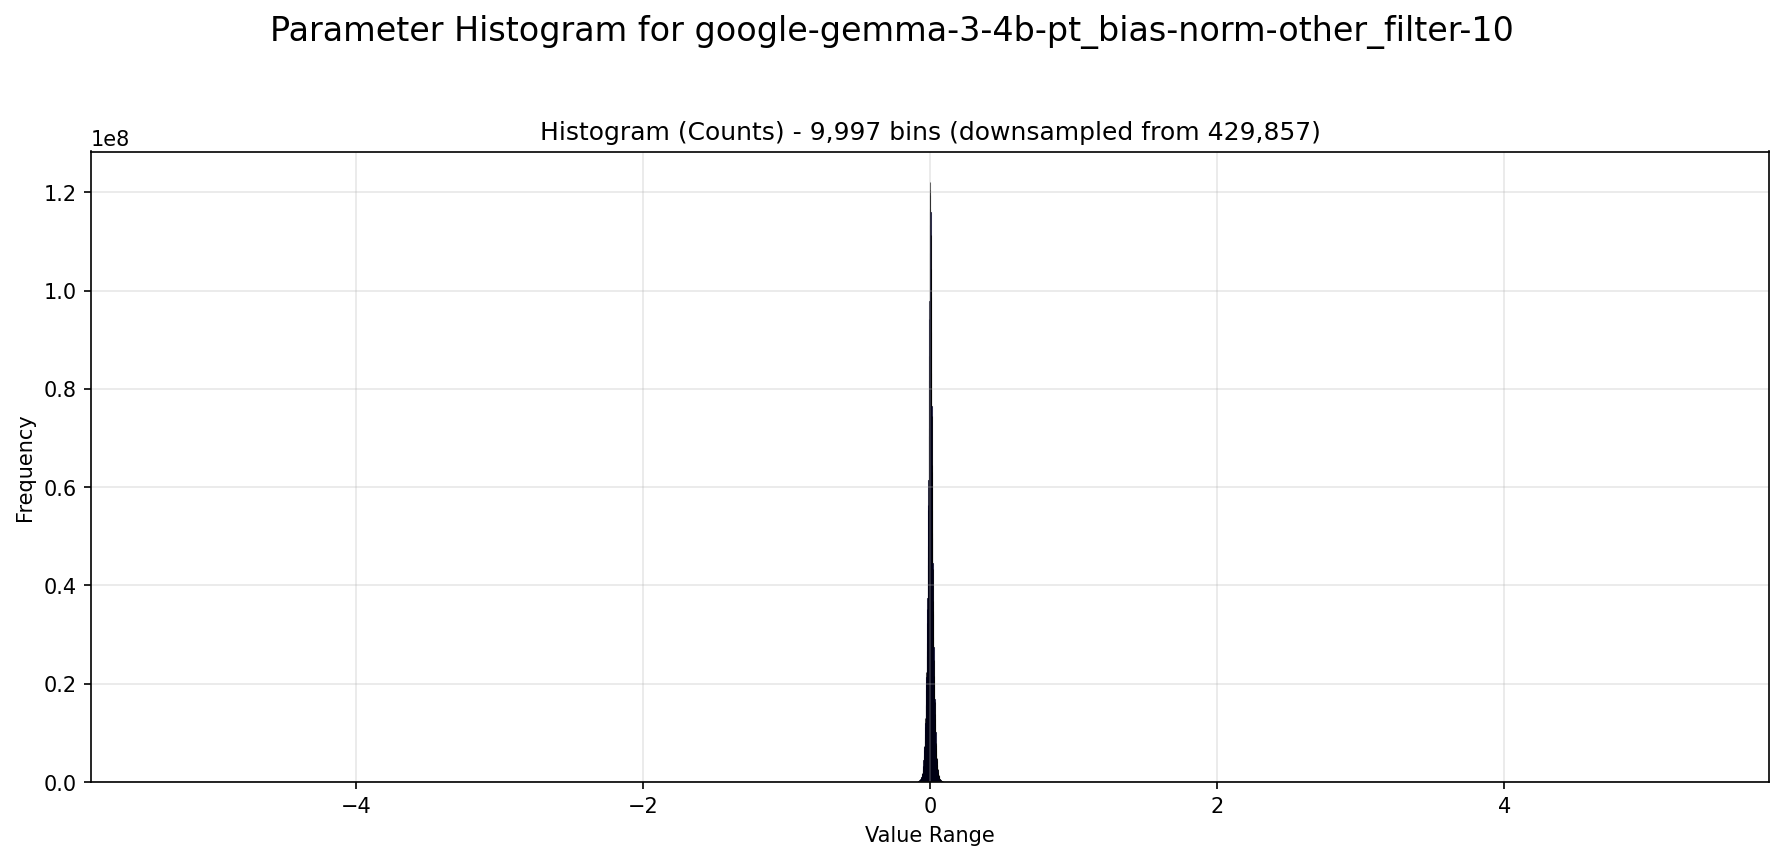 Parameter Histogram for google-gemma-3-4b-pt_bias-norm-other_filter-10
Histogram (Counts) - 9,997 bins (downsampled from 429,857)
1e8
1.2
1.0
0.8
0.6
0.4
0.2
0.0
Frequency
−4
−2
0
2
4
Value Range